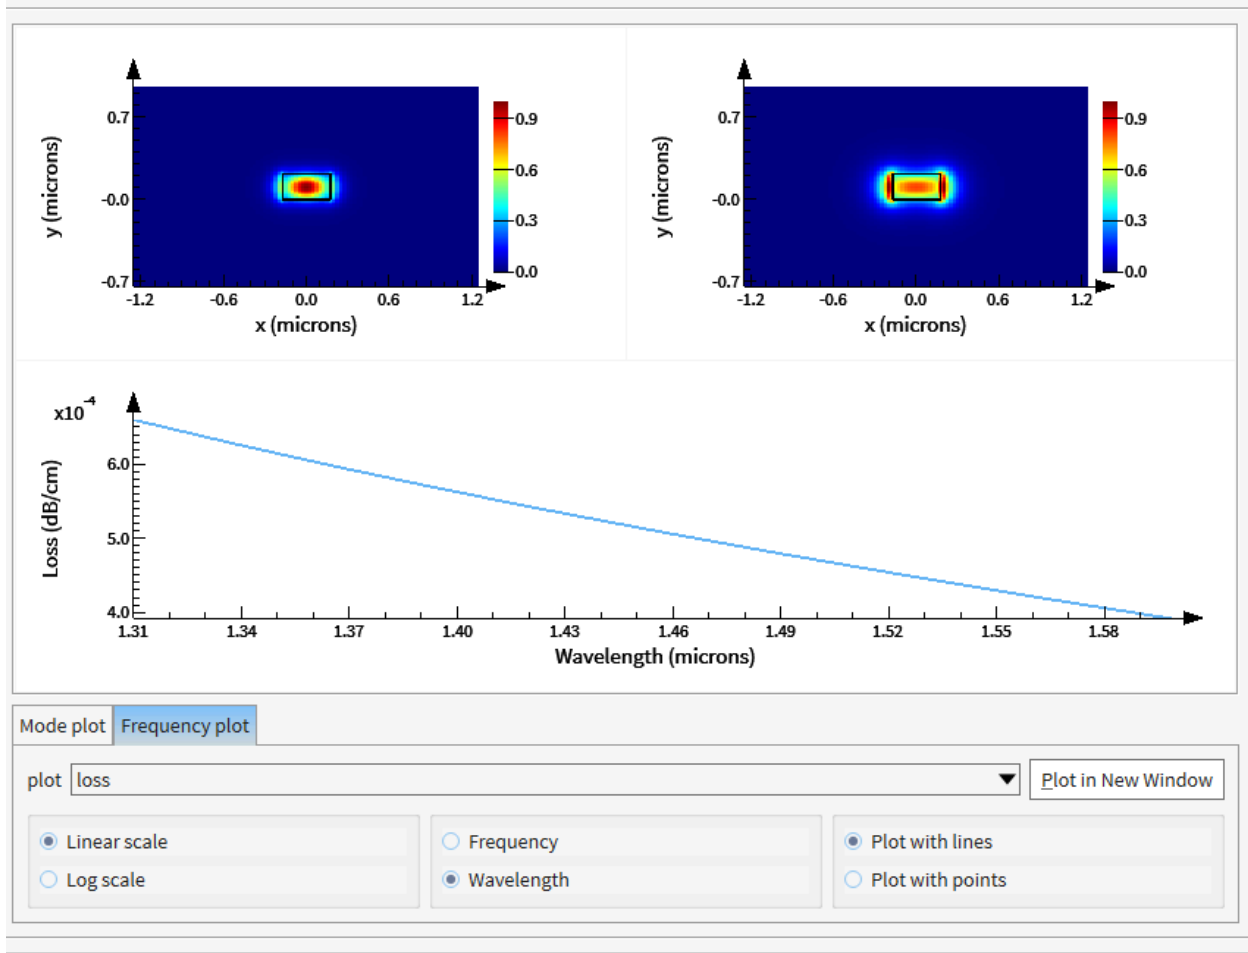 0.7
-0.0
-0.7
y (microns)
-1.2 -0.6 0.0 0.6 1.2
x (microns)
0.9
0.6
0.3
0.0
0.7
-0.0
-0.7
y (microns)
-1.2 -0.6 0.0 0.6 1.2
x (microns)
0.9
0.6
0.3
0.0
x10⁻⁴
6.0
5.0
4.0
Loss (dB/cm)
1.31 1.34 1.37 1.40 1.43 1.46 1.49 1.52 1.55 1.58
Wavelength (microns)
Mode plot Frequency plot
plot loss Plot in New Window
Linear scale Frequency Plot with lines
Log scale Wavelength Plot with points